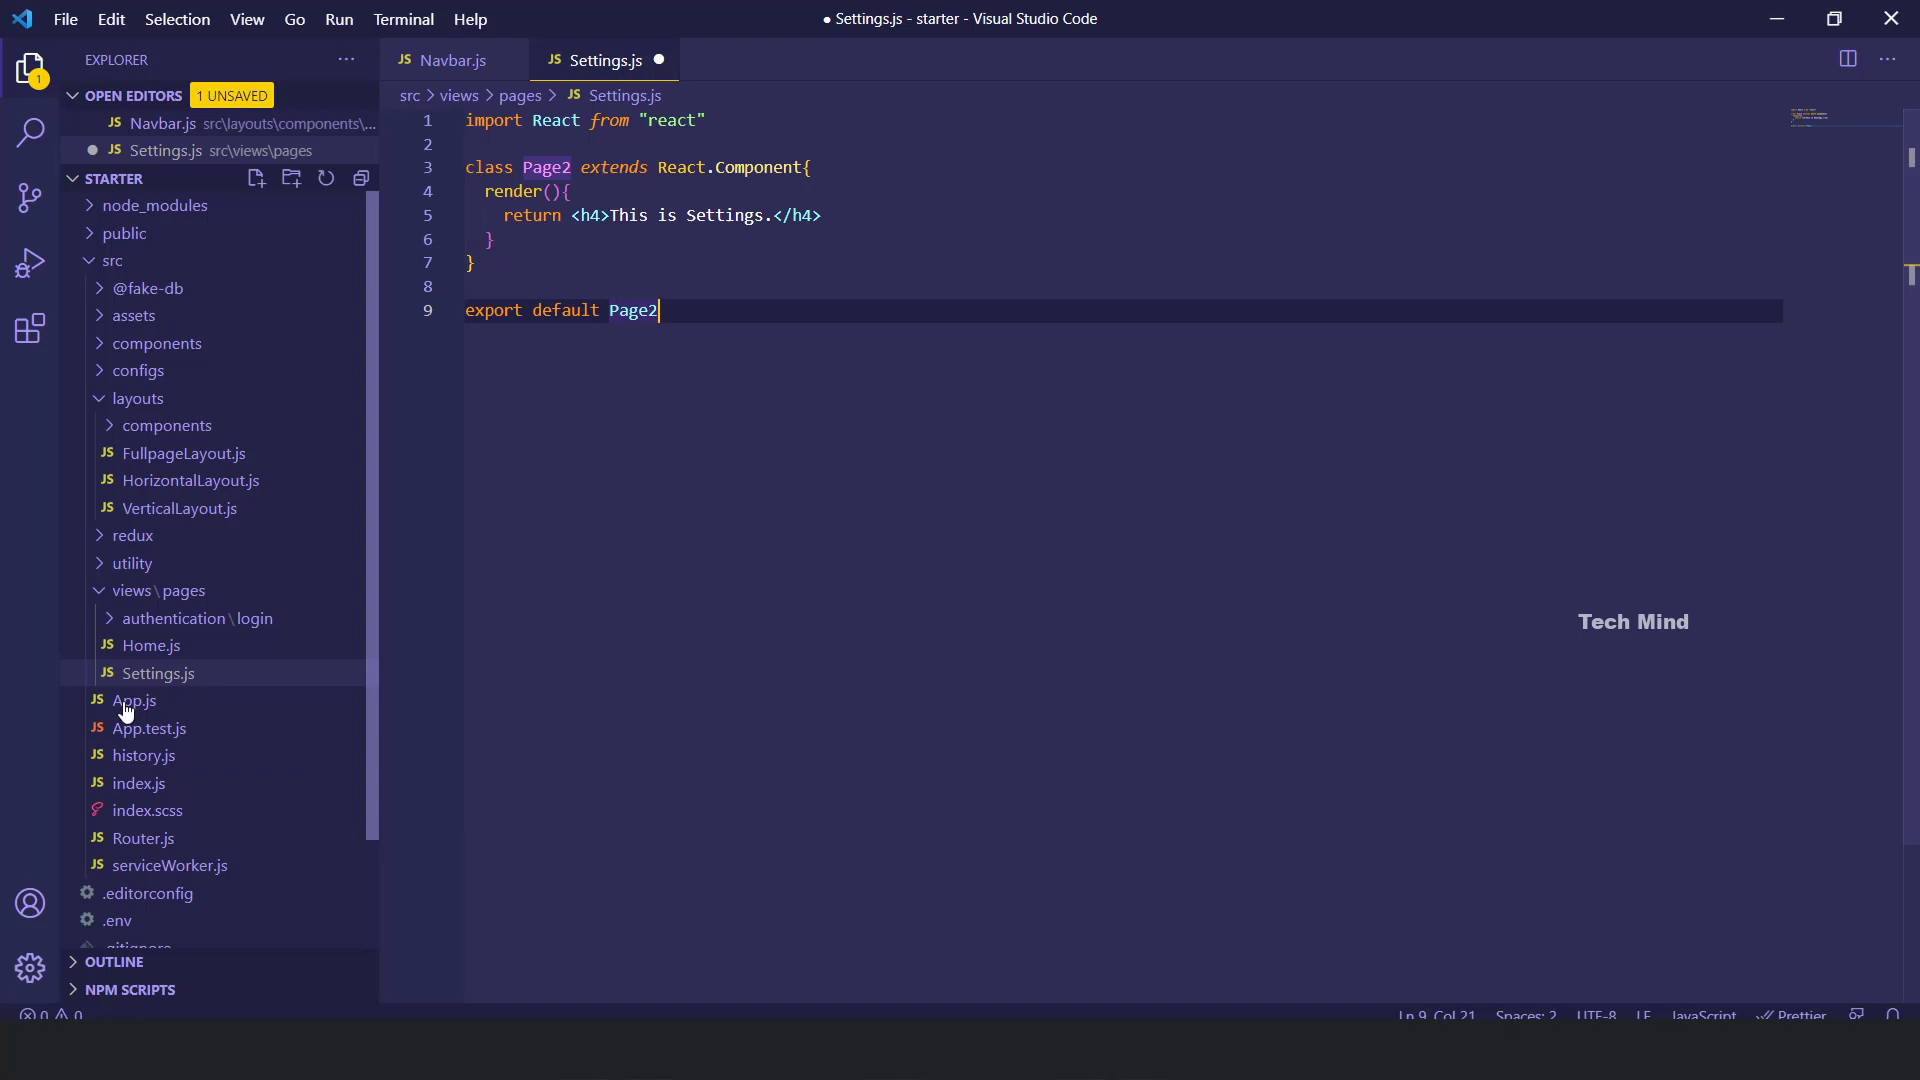 File Edit Selection View Go Run Terminal Help
● Settings.js - starter - Visual Studio Code
1
EXPLORER
OPEN EDITORS 1 UNSAVED
JS Navbar.js src\layouts\components\...
● JS Settings.js src\views\pages
STARTER
node_modules
public
src
@fake-db
assets
components
configs
layouts
components
JS FullpageLayout.js
JS HorizontalLayout.js
JS VerticalLayout.js
redux
utility
views\pages
authentication\login
JS Home.js
JS Settings.js
JS App.js
JS App.test.js
JS history.js
JS index.js
index.scss
JS Router.js
JS serviceWorker.js
.editorconfig
.env
.gitignore
OUTLINE
NPM SCRIPTS
JS Navbar.js
JS Settings.js ●
src > views > pages > JS Settings.js
1 import React from "react"
2
3 class Page2 extends React.Component{
4 render(){
5 return <h4>This is Settings.</h4>
6 }
7 }
8
9 export default Page2
Tech Mind
0 0
Ln 9, Col 21 Spaces: 2 UTF-8 LF JavaScript Prettier